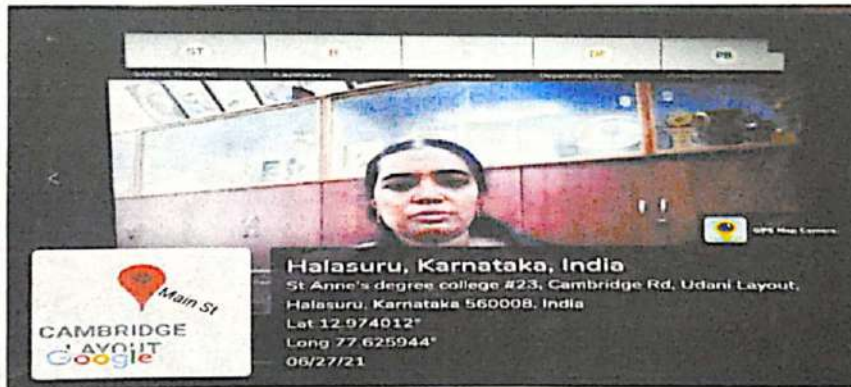 ST
PB
GPS Map Camera
Main St
CAMBRIDGE
LAYOUT
Google
Halasuru, Karnataka, India
St Anne's degree college #23, Cambridge Rd, Udani Layout,
Halasuru, Karnataka 560008, India
Lat 12.974012°
Long 77.625944°
06/27/21